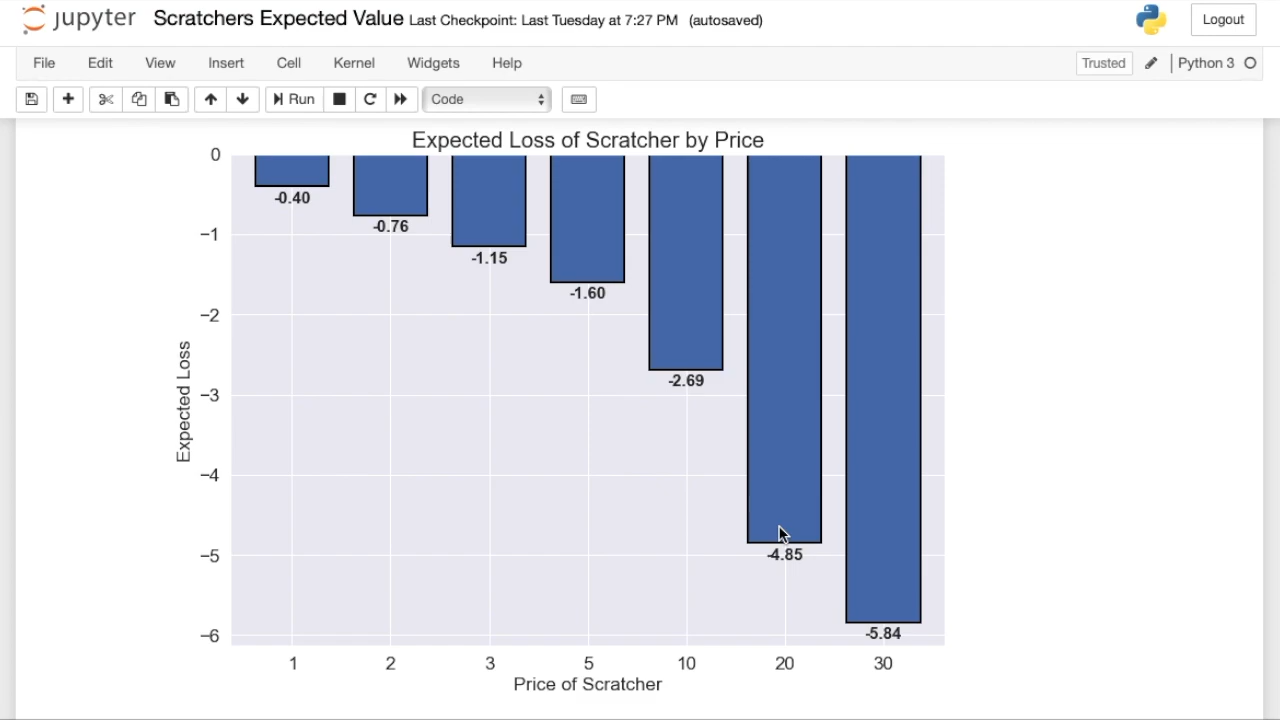 jupyter Scratchers Expected Value Last Checkpoint: Last Tuesday at 7:27 PM (autosaved) Logout
File Edit View Insert Cell Kernel Widgets Help Trusted Python 3
Run Code
Expected Loss of Scratcher by Price
0
-0.40
-0.76
−1
-1.15
-1.60
−2
-2.69
−3
Expected Loss
−4
-4.85
−5
-5.84
−6
1 2 3 5 10 20 30
Price of Scratcher